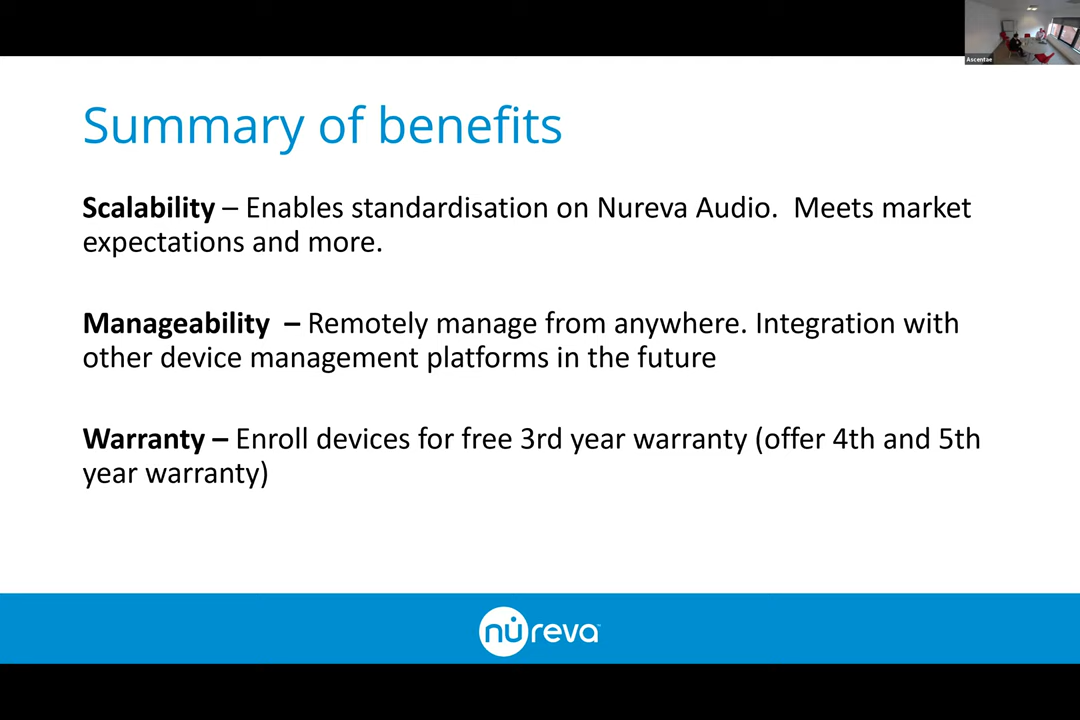 Ascentae
Summary of benefits
Scalability – Enables standardisation on Nureva Audio.  Meets market
expectations and more.
Manageability  – Remotely manage from anywhere. Integration with
other device management platforms in the future
Warranty – Enroll devices for free 3rd year warranty (offer 4th and 5th
year warranty)
nureva